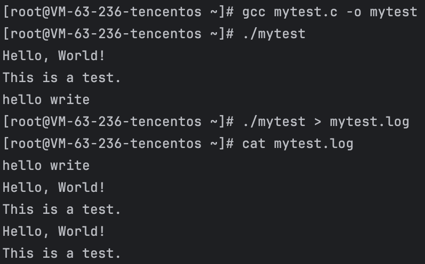 [root@VM-63-236-tencentos ~]# gcc mytest.c -o mytest
[root@VM-63-236-tencentos ~]# ./mytest
Hello, World!
This is a test.
hello write
[root@VM-63-236-tencentos ~]# ./mytest > mytest.log
[root@VM-63-236-tencentos ~]# cat mytest.log
hello write
Hello, World!
This is a test.
Hello, World!
This is a test.